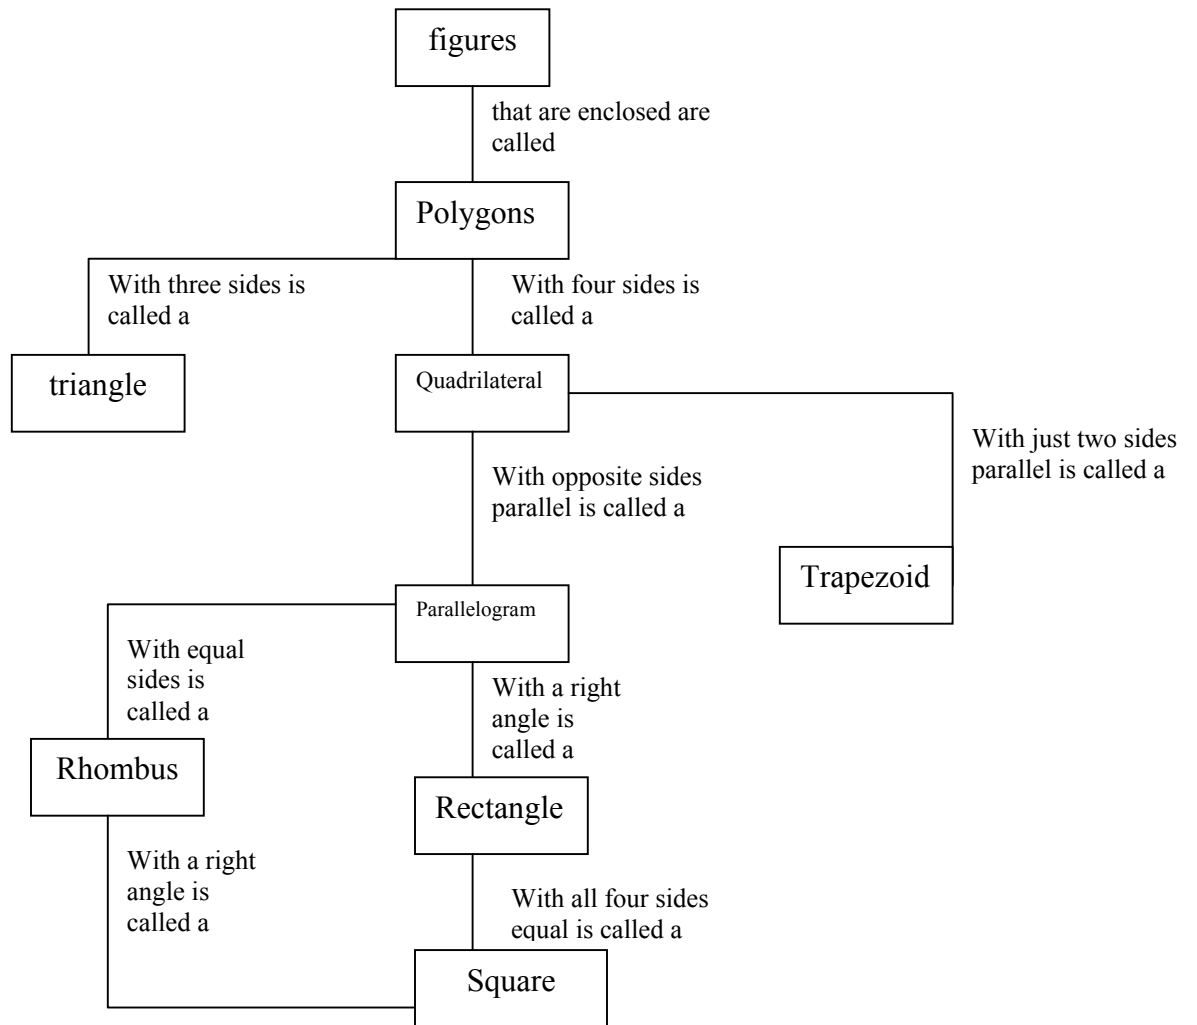 figures
that are enclosed are
called
Polygons
With three sides is
called a
With four sides is
called a
triangle
Quadrilateral
With just two sides
parallel is called a
With opposite sides
parallel is called a
Trapezoid
Parallelogram
With equal
sides is
called a
With a right
angle is
called a
Rhombus
Rectangle
With a right
angle is
called a
With all four sides
equal is called a
Square